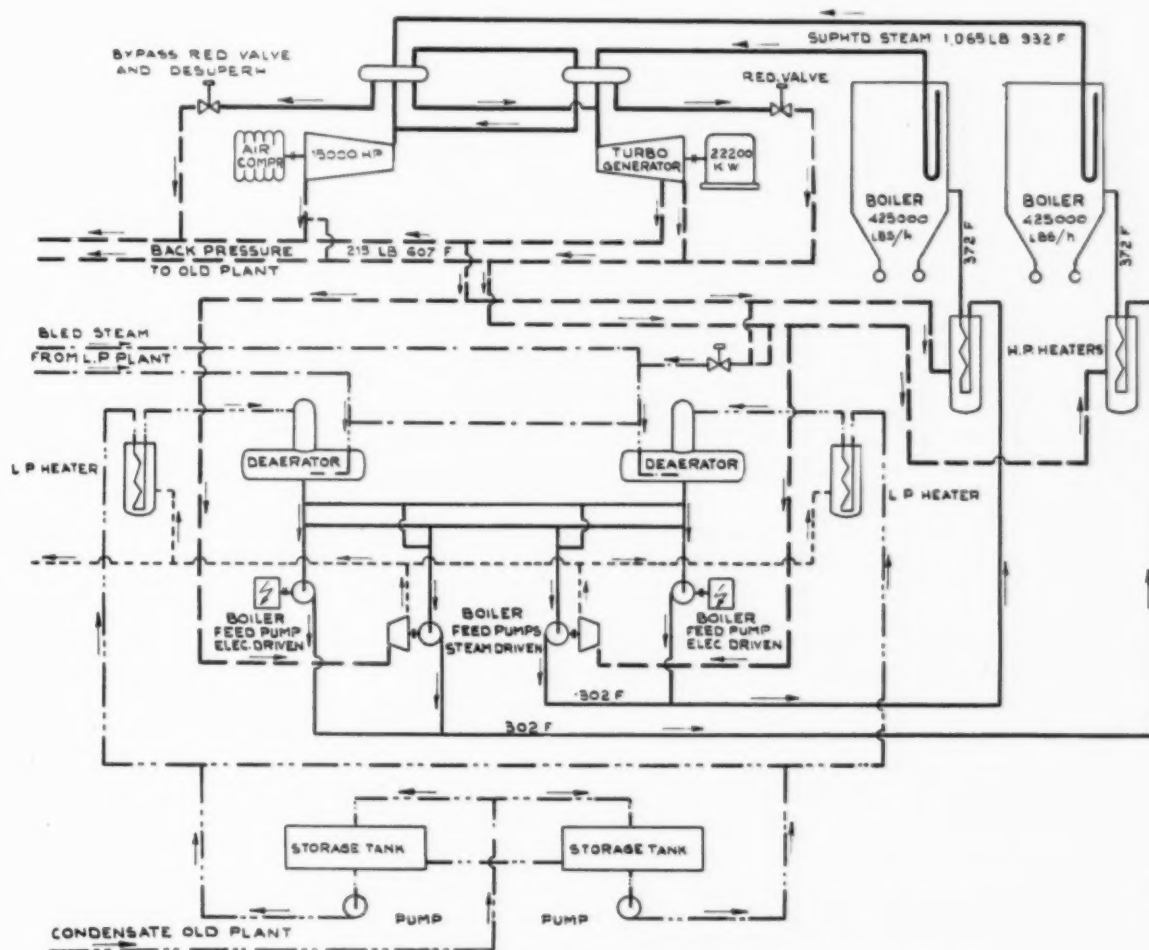 SUPHTD STEAM 1,065 LB 932 F
BYPASS RED VALVE
AND DESUPERH
RED. VALVE
AIR
COMPR
15000 HP
TURBO
GENERATOR
22200
K.W.
BOILER
425000
LBS/h
BOILER
425000
LBS/h
372 F
372 F
BACK PRESSURE
215 LB 607 F
TO OLD PLANT
BLED STEAM
FROM L.P. PLANT
H.P. HEATERS
L P HEATER
DEAERATOR
DEAERATOR
L P HEATER
BOILER
FEED PUMP
ELEC. DRIVEN
BOILER
FEED PUMPS
STEAM DRIVEN
BOILER
FEED PUMP
ELEC. DRIVEN
302 F
302 F
STORAGE TANK
STORAGE TANK
PUMP
PUMP
CONDENSATE OLD PLANT